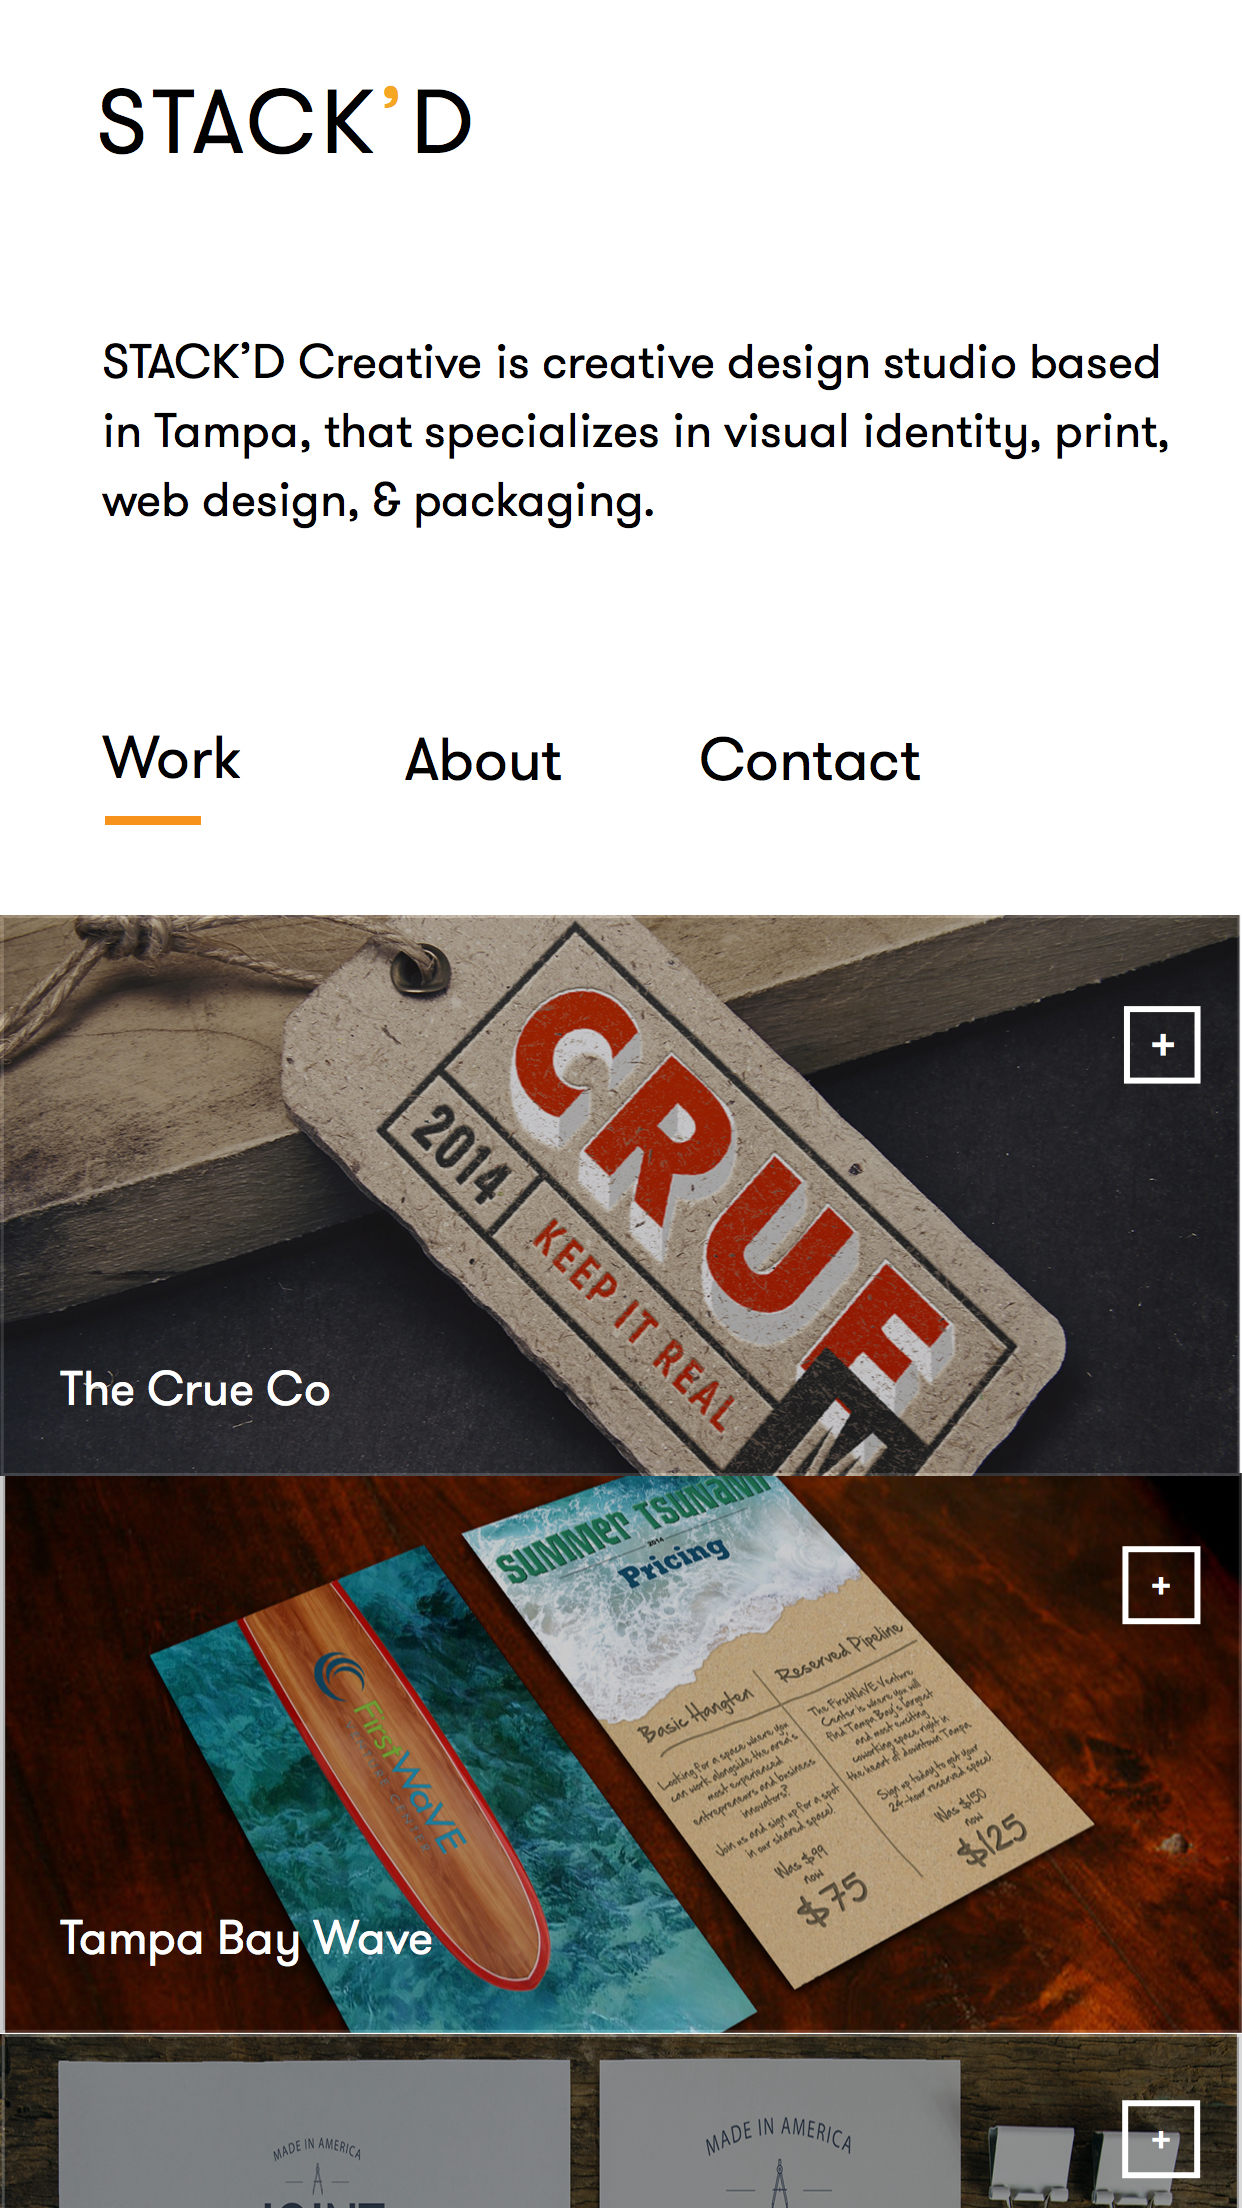 STACK’D
STACK’D Creative is creative design studio based
in Tampa, that specializes in visual identity, print,
web design, & packaging.
Work
About
Contact
CRUE
2014
KEEP IT REAL
M
+
The Crue Co
SUMMER TSUNAMI
2014
Pricing
Basic Hangten
Looking for a space where you
can work alongside the area's
most experienced
entrepreneurs and business
innovators?
Join us and sign up for a spot
in our shared space!
Was $99
now
$75
Reserved Pipeline
The FirstWaVE Venture
Center is where you will
find Tampa Bay's largest
and most exciting
coworking space right in
the heart of downtown Tampa
Sign up today to get your
24-hour reserved space!
Was $150
now
$125
FirstWaVE
VENTURE CENTER
+
Tampa Bay Wave
MADE IN AMERICA
JOINT
MADE IN AMERICA
+